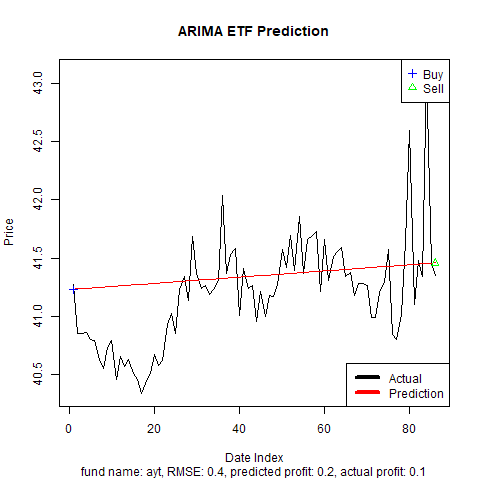 ARIMA ETF Prediction
Buy
Sell
Price
43.0
42.5
42.0
41.5
41.0
40.5
Actual
Prediction
0 20 40 60 80
Date Index
fund name: ayt, RMSE: 0.4, predicted profit: 0.2, actual profit: 0.1